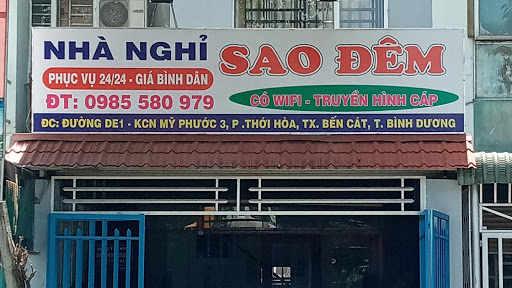 NHÀ NGHỈ SAO ĐÊM
PHỤC VỤ 24/24 - GIÁ BÌNH DÂN
CÓ WIFI - TRUYỀN HÌNH CÁP
ĐT: 0985 580 979
ĐC: ĐƯỜNG DE1 - KCN MỸ PHƯỚC 3, P .THỚI HÒA, TX. BẾN CÁT, T. BÌNH DƯƠNG